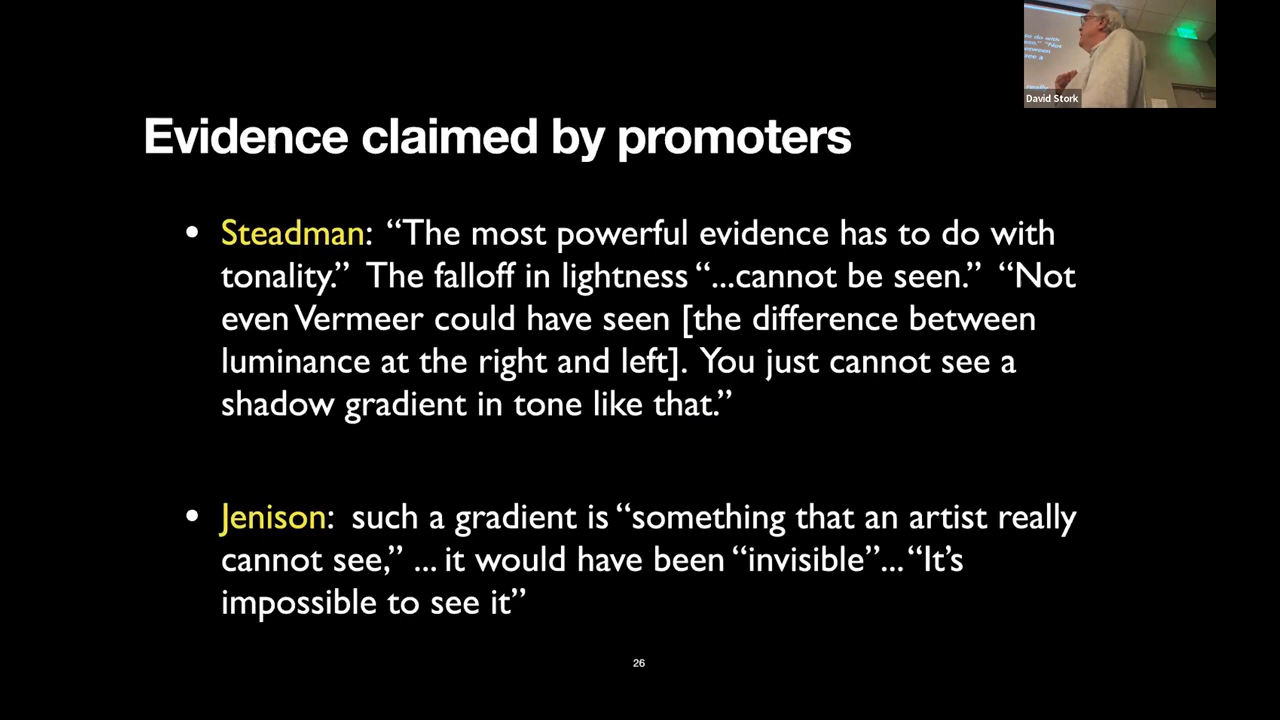 Evidence claimed by promoters
• Steadman: “The most powerful evidence has to do with
tonality.” The falloff in lightness “...cannot be seen.” “Not
even Vermeer could have seen [the difference between
luminance at the right and left]. You just cannot see a
shadow gradient in tone like that.”
• Jenison: such a gradient is “something that an artist really
cannot see,” ... it would have been “invisible”... “It’s
impossible to see it”
26
David Stork